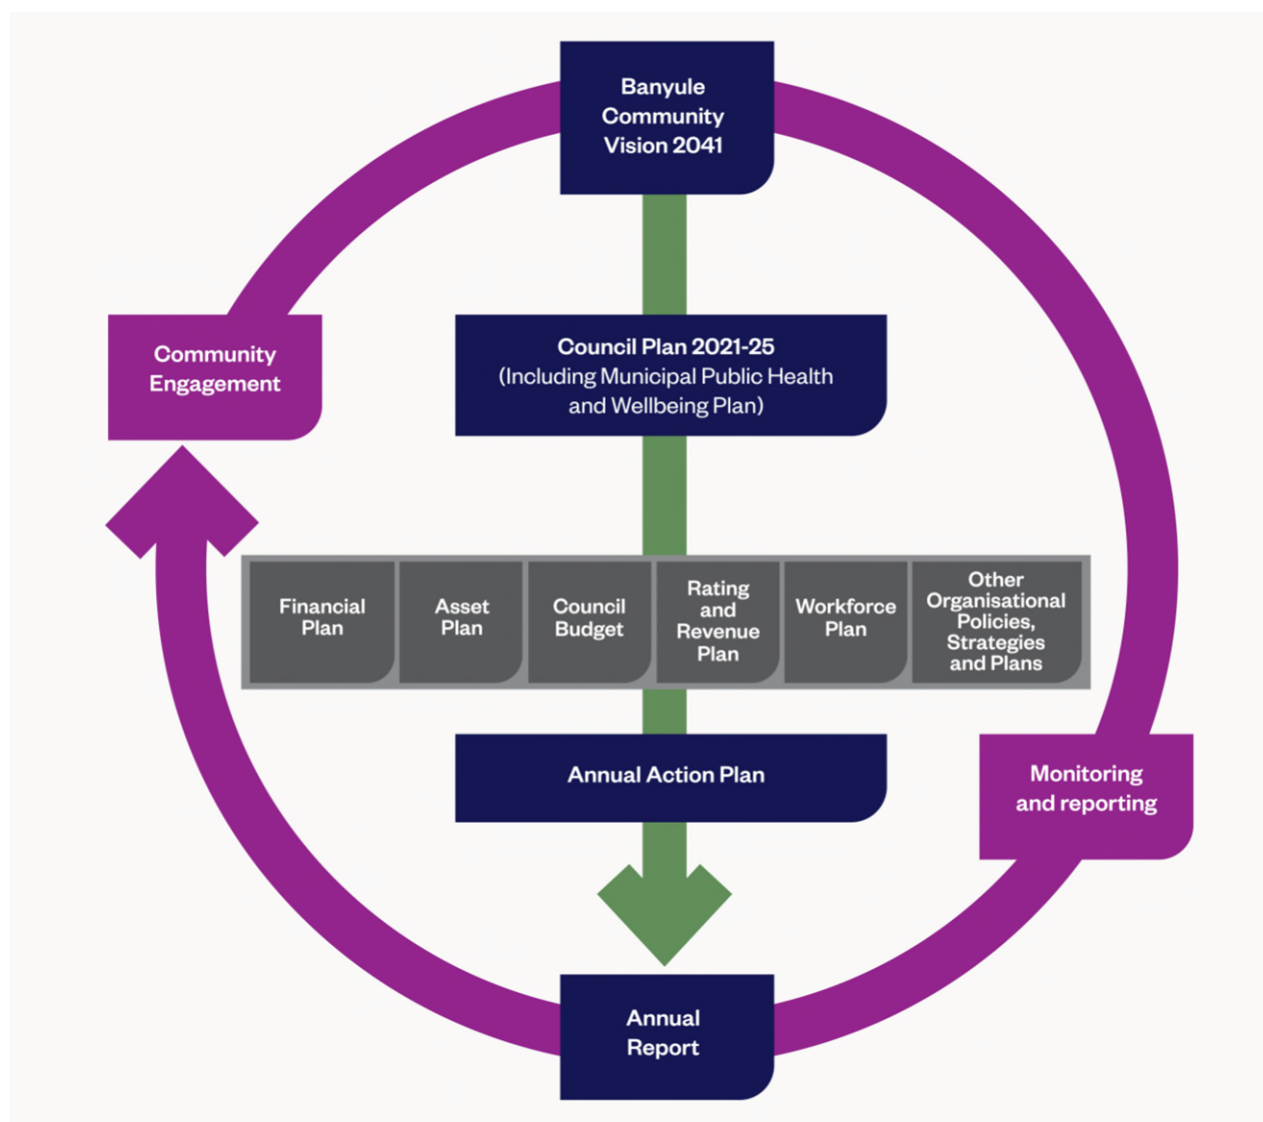 Banyule
Community
Vision 2041
Community
Engagement
Council Plan 2021-25
(Including Municipal Public Health
and Wellbeing Plan)
Financial
Plan
Asset
Plan
Council
Budget
Rating
and
Revenue
Plan
Workforce
Plan
Other
Organisational
Policies,
Strategies
and Plans
Annual Action Plan
Monitoring
and reporting
Annual
Report